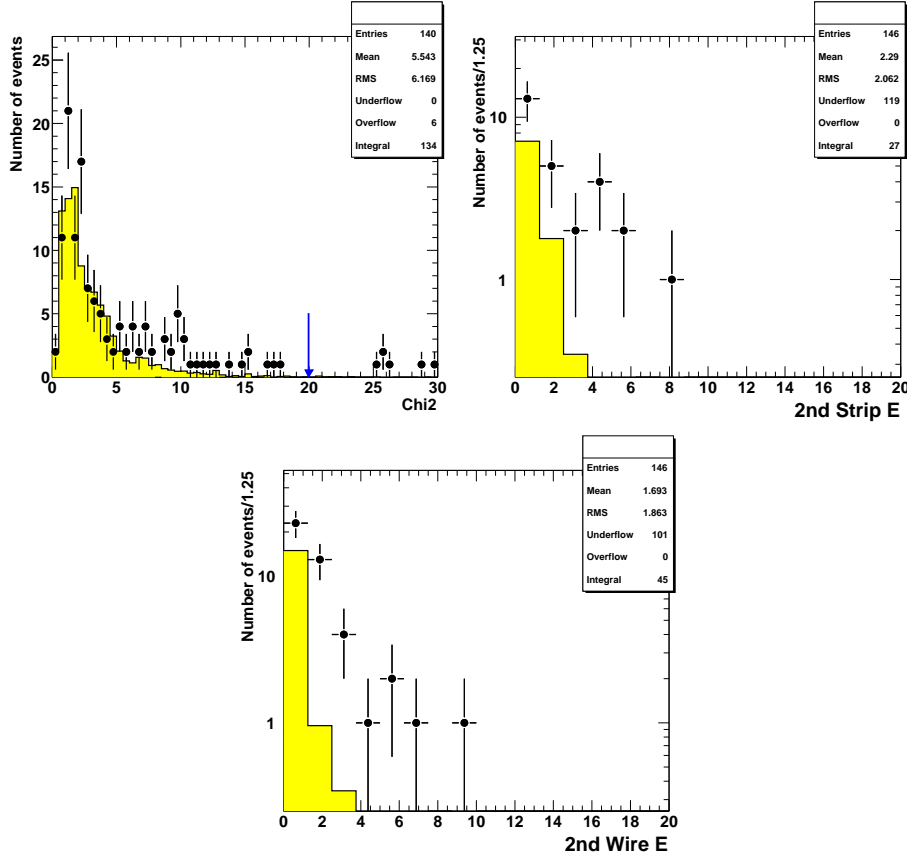 Number of events
25
20
15
10
5
0
0 5 10 15 20 25 30
Chi2
Entries 140
Mean 5.543
RMS 6.169
Underflow 0
Overflow 6
Integral 134
Number of events/1.25
10
1
0 2 4 6 8 10 12 14 16 18 20
2nd Strip E
Entries 146
Mean 2.29
RMS 2.062
Underflow 119
Overflow 0
Integral 27
Number of events/1.25
10
1
0 2 4 6 8 10 12 14 16 18 20
2nd Wire E
Entries 146
Mean 1.693
RMS 1.863
Underflow 101
Overflow 0
Integral 45